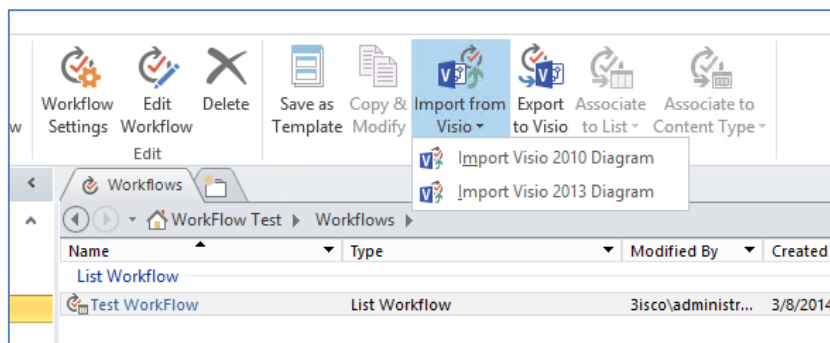 Workflow Settings
Edit Workflow
Delete
Save as Template
Copy & Modify
Import from Visio
Export to Visio
Associate to List
Associate to Content Type
w
Edit
Import Visio 2010 Diagram
Import Visio 2013 Diagram
Workflows
WorkFlow Test Workflows
Name Type Modified By Created
List Workflow
Test WorkFlow List Workflow 3isco\administr... 3/8/2014